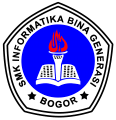 SMK INFORMATIKA BINA GENERASI
★ BOGOR ★